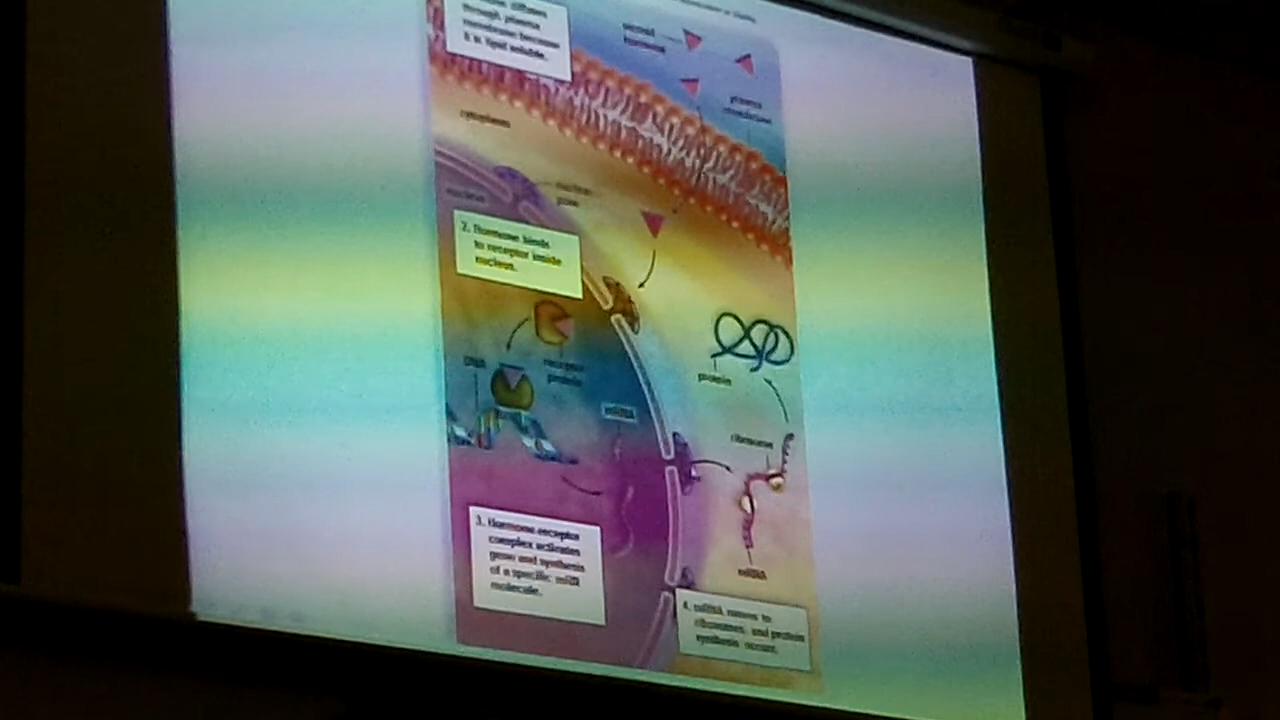 through plasma
membrane because
it is lipid soluble.
steroid
hormone
plasma
membrane
cytoplasm
nucleus
nuclear
pore
2. Hormone binds
to receptor inside
nucleus.
DNA
receptor
protein
protein
mRNA
ribosome
3. Hormone-receptor
complex activates
gene and synthesis
of a specific mRNA
molecule.
mRNA
4. mRNA moves to
ribosomes, and protein
synthesis occurs.